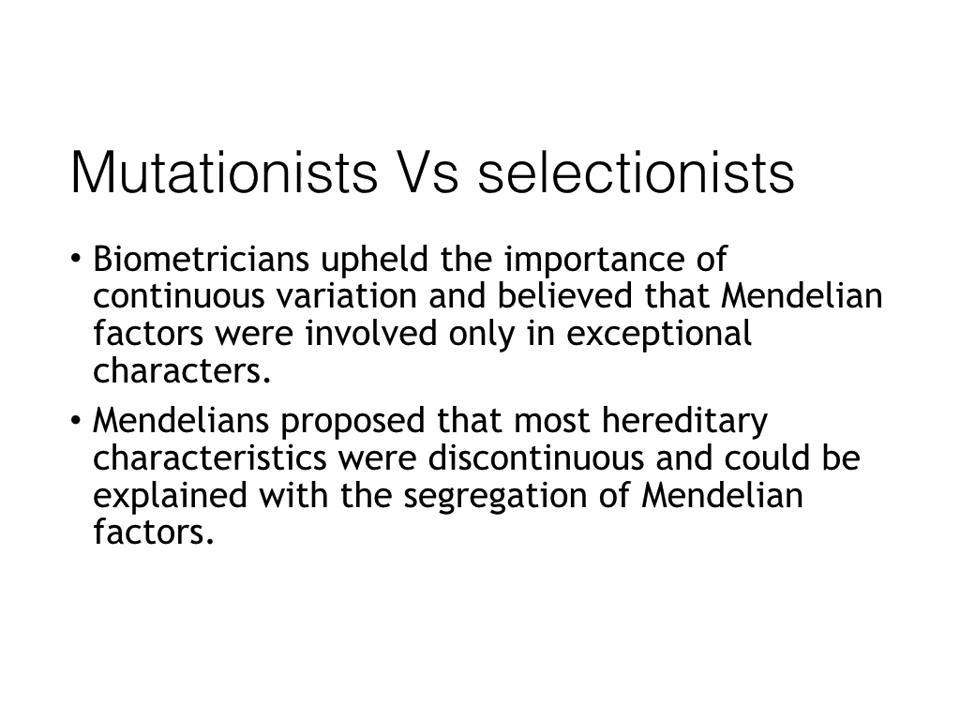 Mutationists Vs selectionists
• Biometricians upheld the importance of
continuous variation and believed that Mendelian
factors were involved only in exceptional
characters.
• Mendelians proposed that most hereditary
characteristics were discontinuous and could be
explained with the segregation of Mendelian
factors.